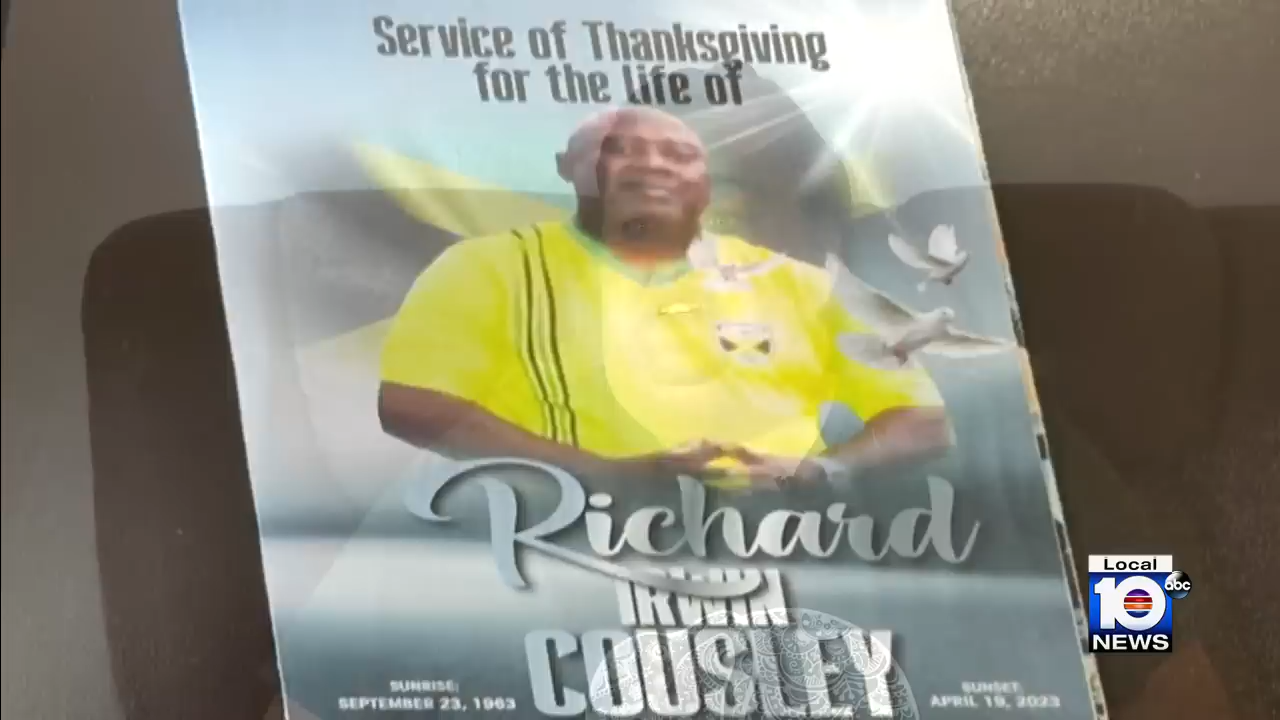 Service of Thanksgiving
for the life of
Richard
IRWIN
COUSLEY
SUNRISE:
SEPTEMBER 23, 1963
SUNSET:
APRIL 19, 2023
Local
10
abc
NEWS